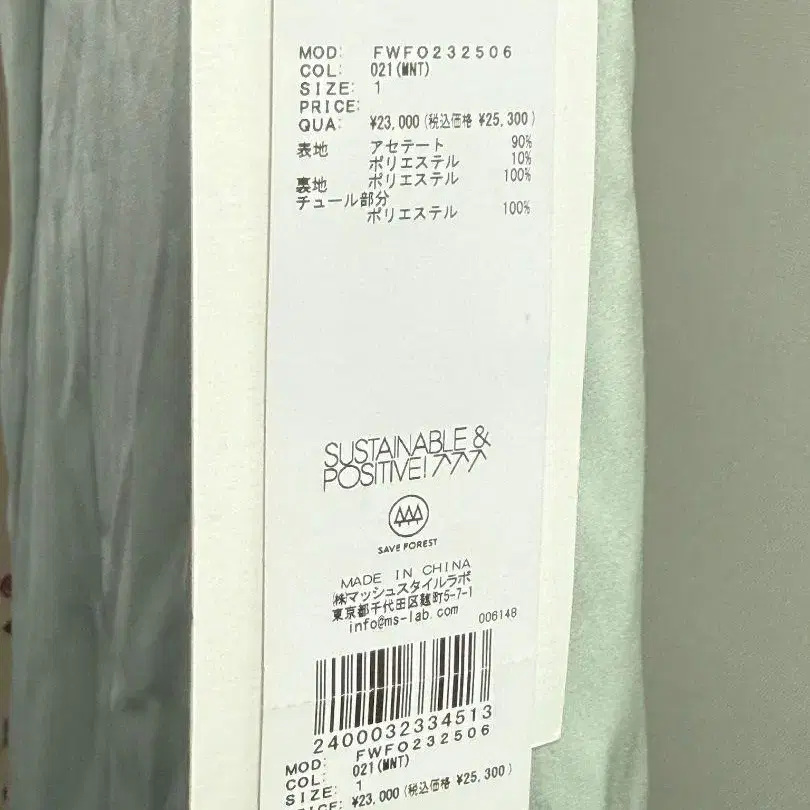 MOD: FWFO232506
COL: 021(MNT)
SIZE: 1
PRICE:
QUA: ¥23,000(税込価格 ¥25,300)
表地 アセテート 90%
ポリエステル 10%
裏地 ポリエステル 100%
チュール部分
ポリエステル 100%
SUSTAINABLE &
POSITIVE!
SAVE FOREST
MADE IN CHINA
㈱マッシュスタイルラボ
東京都千代田区麹町5-7-1
info@ms-lab.com 006148
2400032334513
MOD: FWFO232506
COL: 021(MNT)
SIZE: 1
PRICE: ¥23,000(税込価格 ¥25,300)